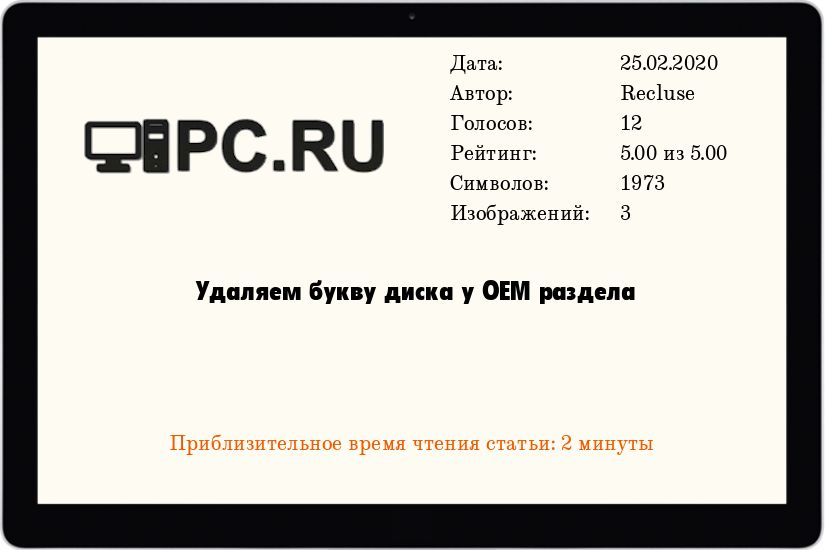 PC.RU
Дата: 25.02.2020
Автор: Recluse
Голосов: 12
Рейтинг: 5.00 из 5.00
Символов: 1973
Изображений: 3
Удаляем букву диска у OEM раздела
Приблизительное время чтения статьи: 2 минуты